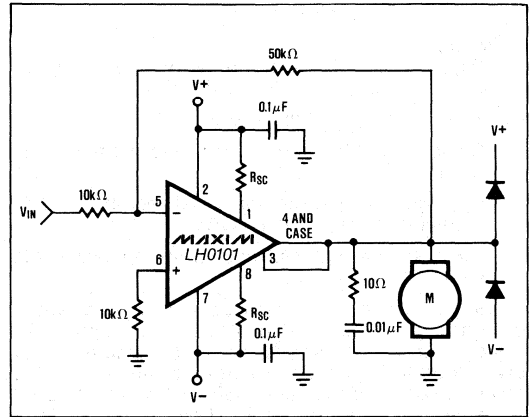 50kΩ
V+
0.1μF
V+
RSC
10kΩ
VIN
5
2
1
4 AND
CASE
MAXIM
LH0101
3
6
8
10Ω
M
10kΩ
7
RSC
0.01μF
0.1μF
V−
V−